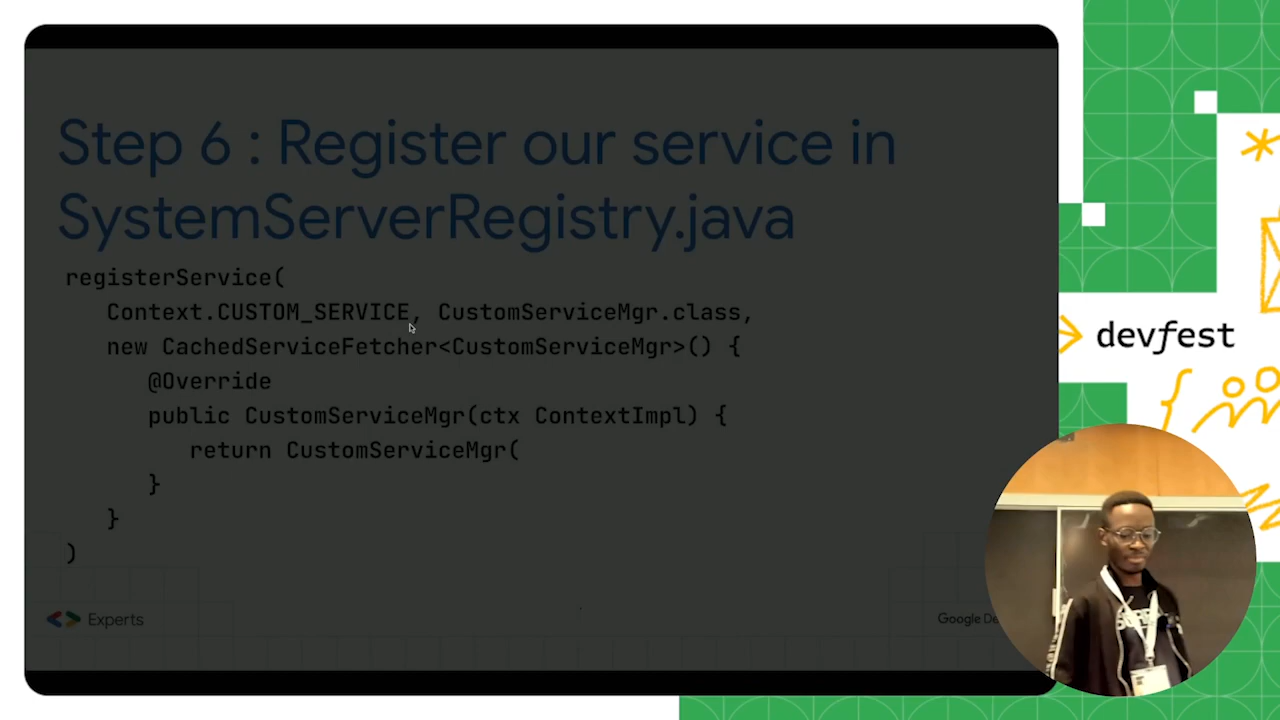 Step 6 : Register our service in
SystemServerRegistry.java
registerService(
Context.CUSTOM_SERVICE, CustomServiceMgr.class,
new CachedServiceFetcher<CustomServiceMgr>() {
@Override
public CustomServiceMgr(ctx ContextImpl) {
return CustomServiceMgr(
}
}
)
Experts
Google
devfest